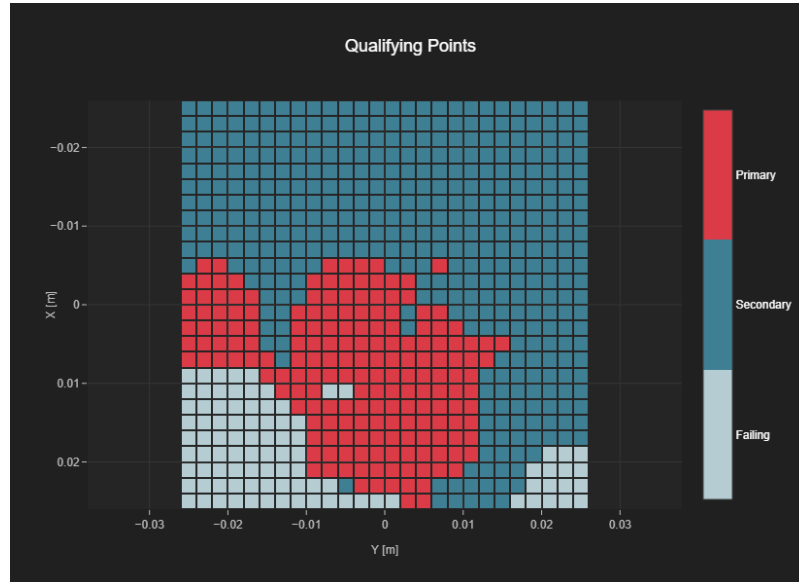 Qualifying Points
−0.02
−0.01
0
0.01
0.02
X [m]
−0.03
−0.02
−0.01
0
0.01
0.02
0.03
Y [m]
Primary
Secondary
Failing